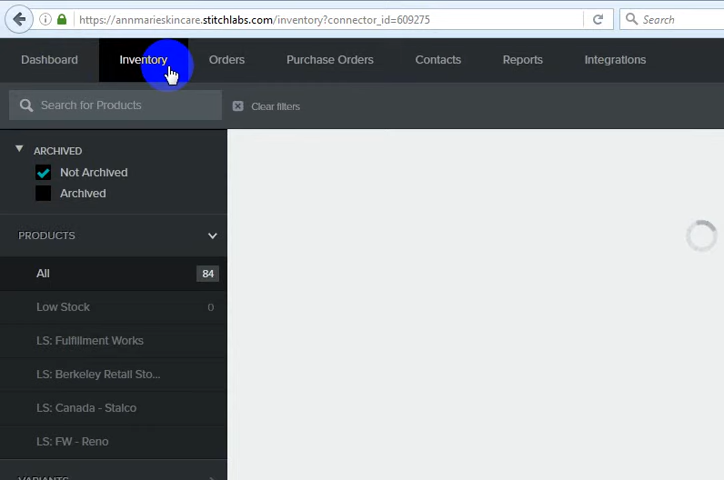 https://annmarieskincare.stitchlabs.com/inventory?connector_id=609275
Search
Dashboard Inventory Orders Purchase Orders Contacts Reports Integrations
Search for Products
Clear filters
ARCHIVED
Not Archived
Archived
PRODUCTS
All 84
Low Stock 0
LS: Fulfillment Works
LS: Berkeley Retail Sto...
LS: Canada - Stalco
LS: FW - Reno
VARIANTS